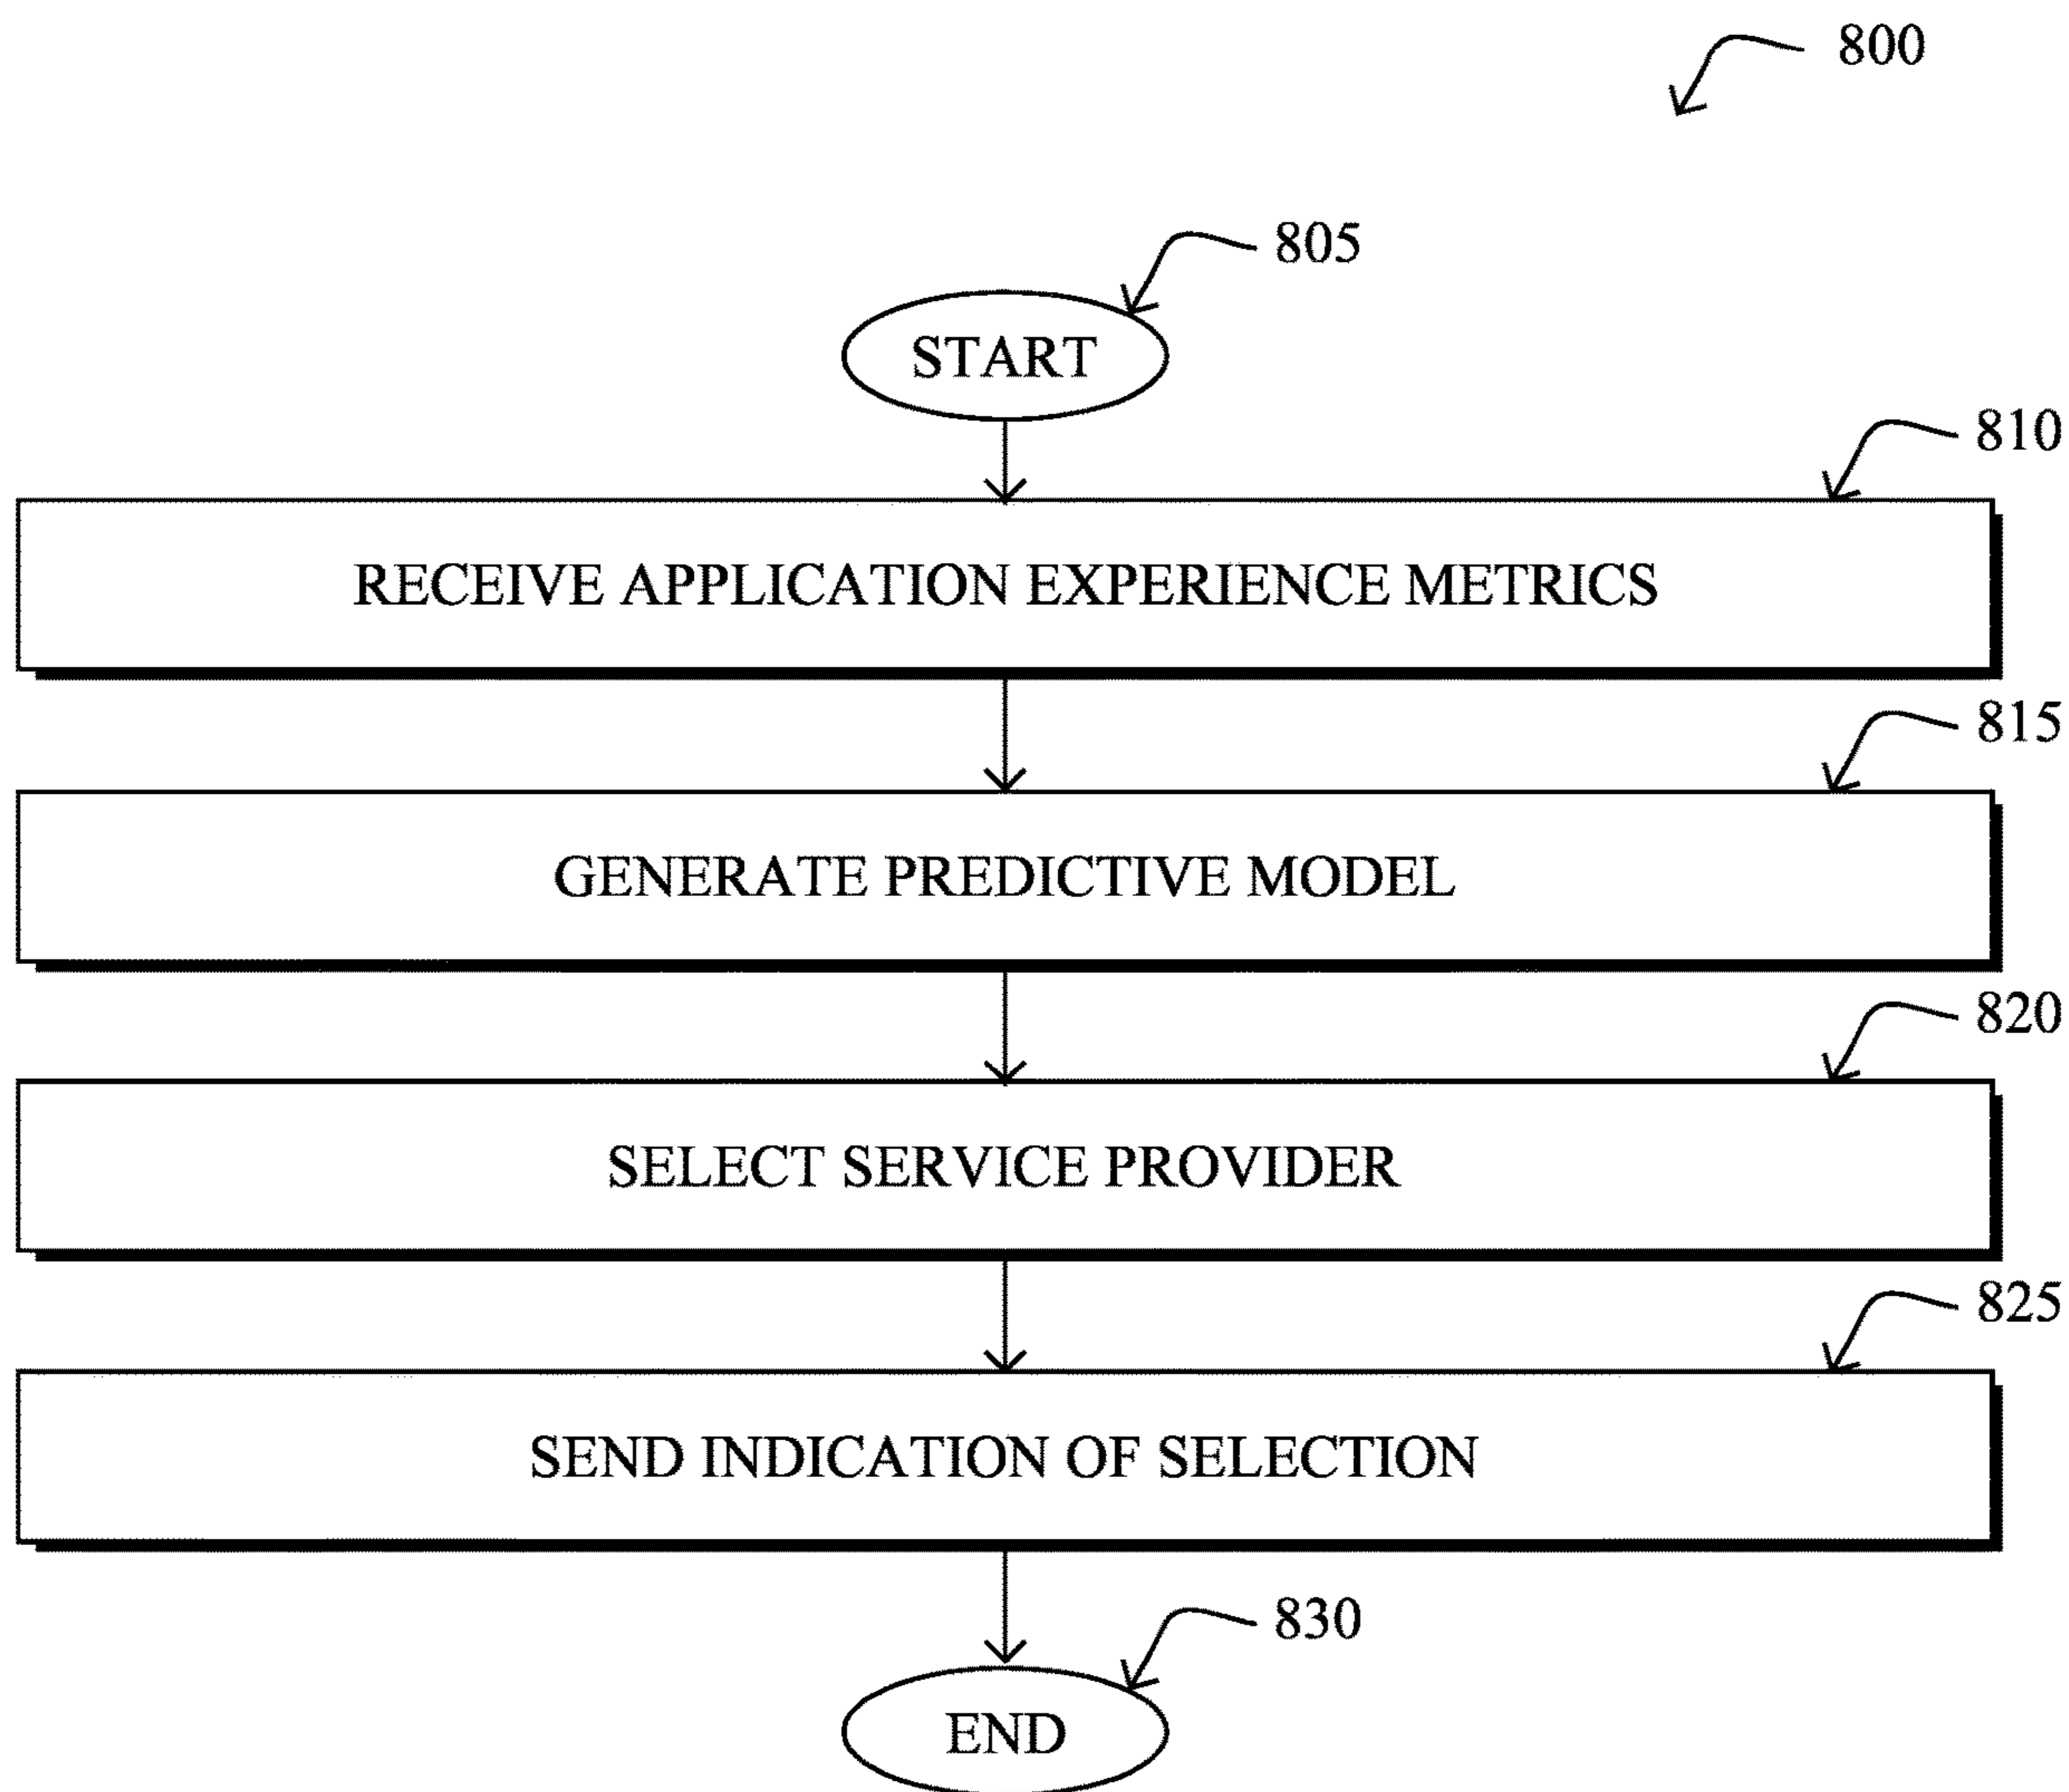 800
805
START
810
RECEIVE APPLICATION EXPERIENCE METRICS
815
GENERATE PREDICTIVE MODEL
820
SELECT SERVICE PROVIDER
825
SEND INDICATION OF SELECTION
830
END